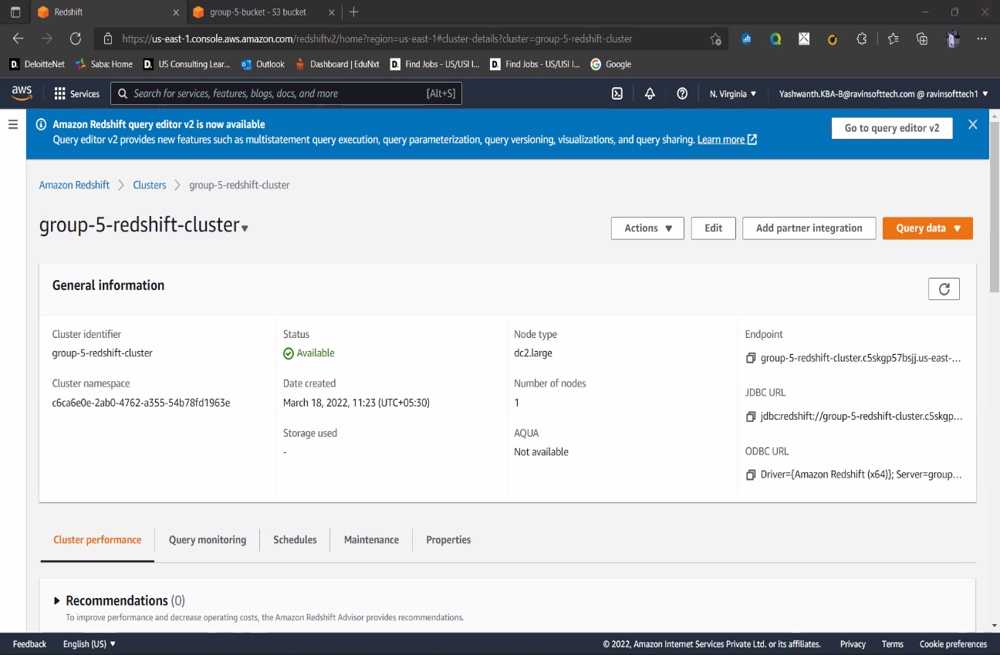 Redshift
group-5-bucket - S3 bucket
https://us-east-1.console.aws.amazon.com/redshiftv2/home?region=us-east-1#cluster-details?cluster=group-5-redshift-cluster
D. DeloitteNet Saba: Home D. US Consulting Lear... Outlook Dashboard | EduNxt D. Find Jobs - US/USI I... D. Find Jobs - US/USI I... Google
aws Services Search for services, features, blogs, docs, and more [Alt+S] N. Virginia ▼ Yashwanth.KBA-B@ravinsofttech.com @ ravinsofttech1 ▼
Amazon Redshift query editor v2 is now available
Query editor v2 provides new features such as multistatement query execution, query parameterization, query versioning, visualizations, and query sharing. Learn more
Go to query editor v2
Amazon Redshift > Clusters > group-5-redshift-cluster
group-5-redshift-cluster
Actions ▼ Edit Add partner integration Query data ▼
General information
Cluster identifier
group-5-redshift-cluster
Cluster namespace
c6ca6e0e-2ab0-4762-a355-54b78fd1963e
Status
Available
Date created
March 18, 2022, 11:23 (UTC+05:30)
Storage used
-
Node type
dc2.large
Number of nodes
1
AQUA
Not available
Endpoint
group-5-redshift-cluster.c5skgp57bsjj.us-east-...
JDBC URL
jdbc:redshift://group-5-redshift-cluster.c5skgp...
ODBC URL
Driver={Amazon Redshift (x64)}; Server=group...
Cluster performance Query monitoring Schedules Maintenance Properties
Recommendations (0)
To improve performance and decrease operating costs, the Amazon Redshift Advisor provides recommendations.
Feedback English (US) ▼ © 2022, Amazon Internet Services Private Ltd. or its affiliates. Privacy Terms Cookie preferences